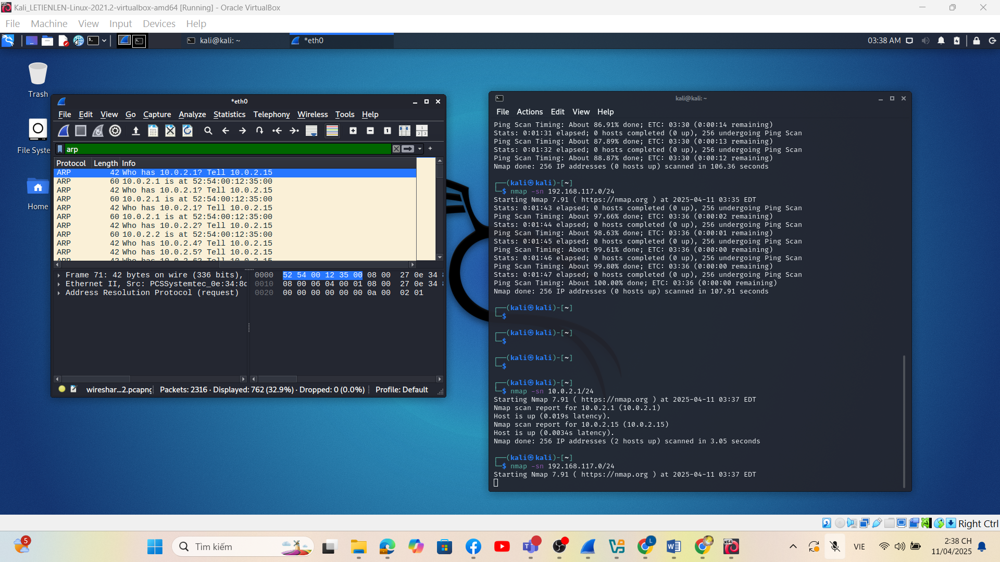 Kali_LETIENLEN-Linux-2021.2-virtualbox-amd64 [Running] - Oracle VirtualBox
File Machine View Input Devices Help
kali@kali: ~
*eth0
03:38 AM
Trash
File Syste
Home
*eth0
File Edit View Go Capture Analyze Statistics Telephony Wireless Tools Help
arp
Protocol Length Info
ARP 42 Who has 10.0.2.1? Tell 10.0.2.15
ARP 60 10.0.2.1 is at 52:54:00:12:35:00
ARP 42 Who has 10.0.2.1? Tell 10.0.2.15
ARP 60 10.0.2.1 is at 52:54:00:12:35:00
ARP 42 Who has 10.0.2.1? Tell 10.0.2.15
ARP 60 10.0.2.1 is at 52:54:00:12:35:00
ARP 42 Who has 10.0.2.2? Tell 10.0.2.15
ARP 60 10.0.2.2 is at 52:54:00:12:35:00
ARP 42 Who has 10.0.2.4? Tell 10.0.2.15
ARP 42 Who has 10.0.2.5? Tell 10.0.2.15
ARP 42 Who has 10.0.2.6? Tell 10.0.2.15
Frame 71: 42 bytes on wire (336 bits),
Ethernet II, Src: PCSSystemtec_0e:34:8d
Address Resolution Protocol (request)
0000 52 54 00 12 35 00 08 00 27 0e 34
0010 08 00 06 04 00 01 08 00 27 0e 34
0020 00 00 00 00 00 00 0a 00 02 01
wireshar...2.pcapng
Packets: 2316 · Displayed: 762 (32.9%) · Dropped: 0 (0.0%)
Profile: Default
kali@kali: ~
File Actions Edit View Help
Ping Scan Timing: About 86.91% done; ETC: 03:30 (0:00:14 remaining)
Stats: 0:01:31 elapsed; 0 hosts completed (0 up), 256 undergoing Ping Scan
Ping Scan Timing: About 87.89% done; ETC: 03:30 (0:00:13 remaining)
Stats: 0:01:32 elapsed; 0 hosts completed (0 up), 256 undergoing Ping Scan
Ping Scan Timing: About 88.87% done; ETC: 03:30 (0:00:12 remaining)
Nmap done: 256 IP addresses (0 hosts up) scanned in 106.36 seconds
┌──(kali㉿kali)-[~]
└─$ nmap -sn 192.168.117.0/24
Starting Nmap 7.91 ( https://nmap.org ) at 2025-04-11 03:35 EDT
Stats: 0:01:43 elapsed; 0 hosts completed (0 up), 256 undergoing Ping Scan
Ping Scan Timing: About 97.66% done; ETC: 03:36 (0:00:02 remaining)
Stats: 0:01:44 elapsed; 0 hosts completed (0 up), 256 undergoing Ping Scan
Ping Scan Timing: About 98.63% done; ETC: 03:36 (0:00:01 remaining)
Stats: 0:01:45 elapsed; 0 hosts completed (0 up), 256 undergoing Ping Scan
Ping Scan Timing: About 99.61% done; ETC: 03:36 (0:00:00 remaining)
Stats: 0:01:46 elapsed; 0 hosts completed (0 up), 256 undergoing Ping Scan
Ping Scan Timing: About 99.80% done; ETC: 03:36 (0:00:00 remaining)
Stats: 0:01:47 elapsed; 0 hosts completed (0 up), 256 undergoing Ping Scan
Ping Scan Timing: About 100.00% done; ETC: 03:36 (0:00:00 remaining)
Nmap done: 256 IP addresses (0 hosts up) scanned in 107.91 seconds
┌──(kali㉿kali)-[~]
└─$
┌──(kali㉿kali)-[~]
└─$
┌──(kali㉿kali)-[~]
└─$
┌──(kali㉿kali)-[~]
└─$ nmap -sn 10.0.2.1/24
Starting Nmap 7.91 ( https://nmap.org ) at 2025-04-11 03:37 EDT
Nmap scan report for 10.0.2.1 (10.0.2.1)
Host is up (0.019s latency).
Nmap scan report for 10.0.2.15 (10.0.2.15)
Host is up (0.0034s latency).
Nmap done: 256 IP addresses (2 hosts up) scanned in 3.05 seconds
┌──(kali㉿kali)-[~]
└─$ nmap -sn 192.168.117.0/24
Starting Nmap 7.91 ( https://nmap.org ) at 2025-04-11 03:37 EDT
Right Ctrl
5
Tìm kiếm
L
x64
VIE
2:38 CH
11/04/2025